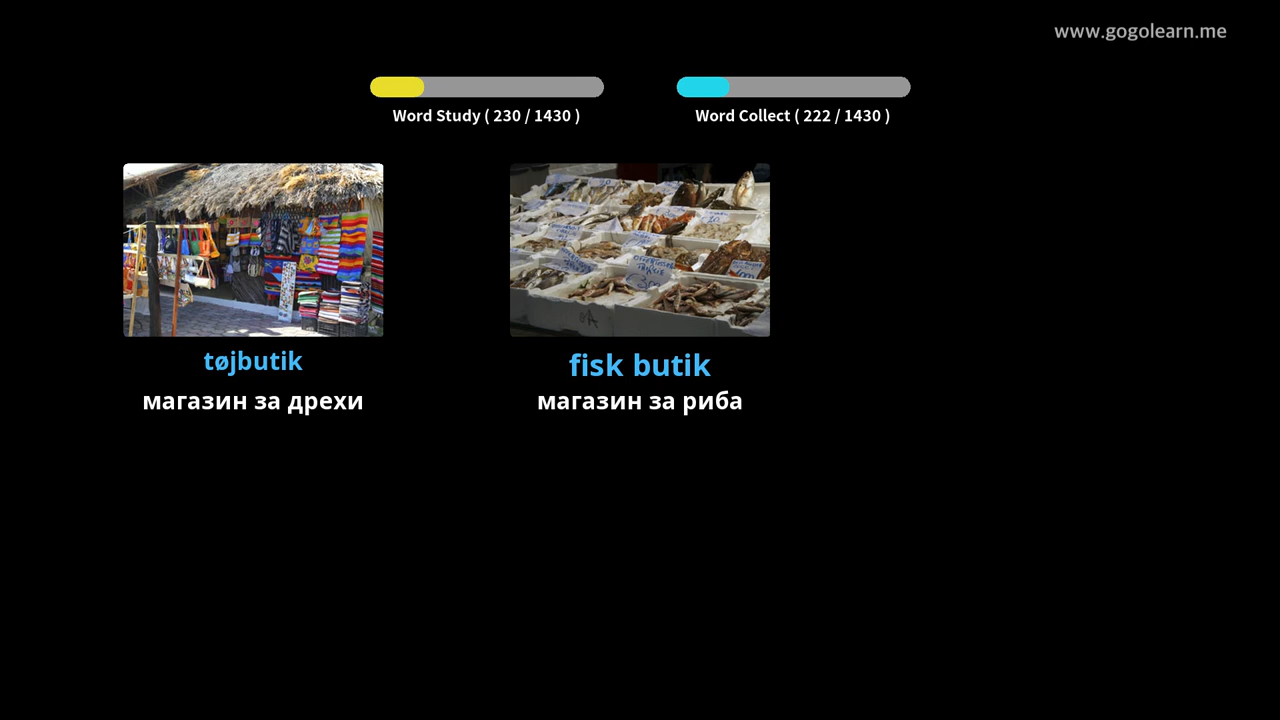 www.gogolearn.me
Word Study ( 230 / 1430 )
Word Collect ( 222 / 1430 )
tøjbutik
магазин за дрехи
fisk butik
магазин за риба